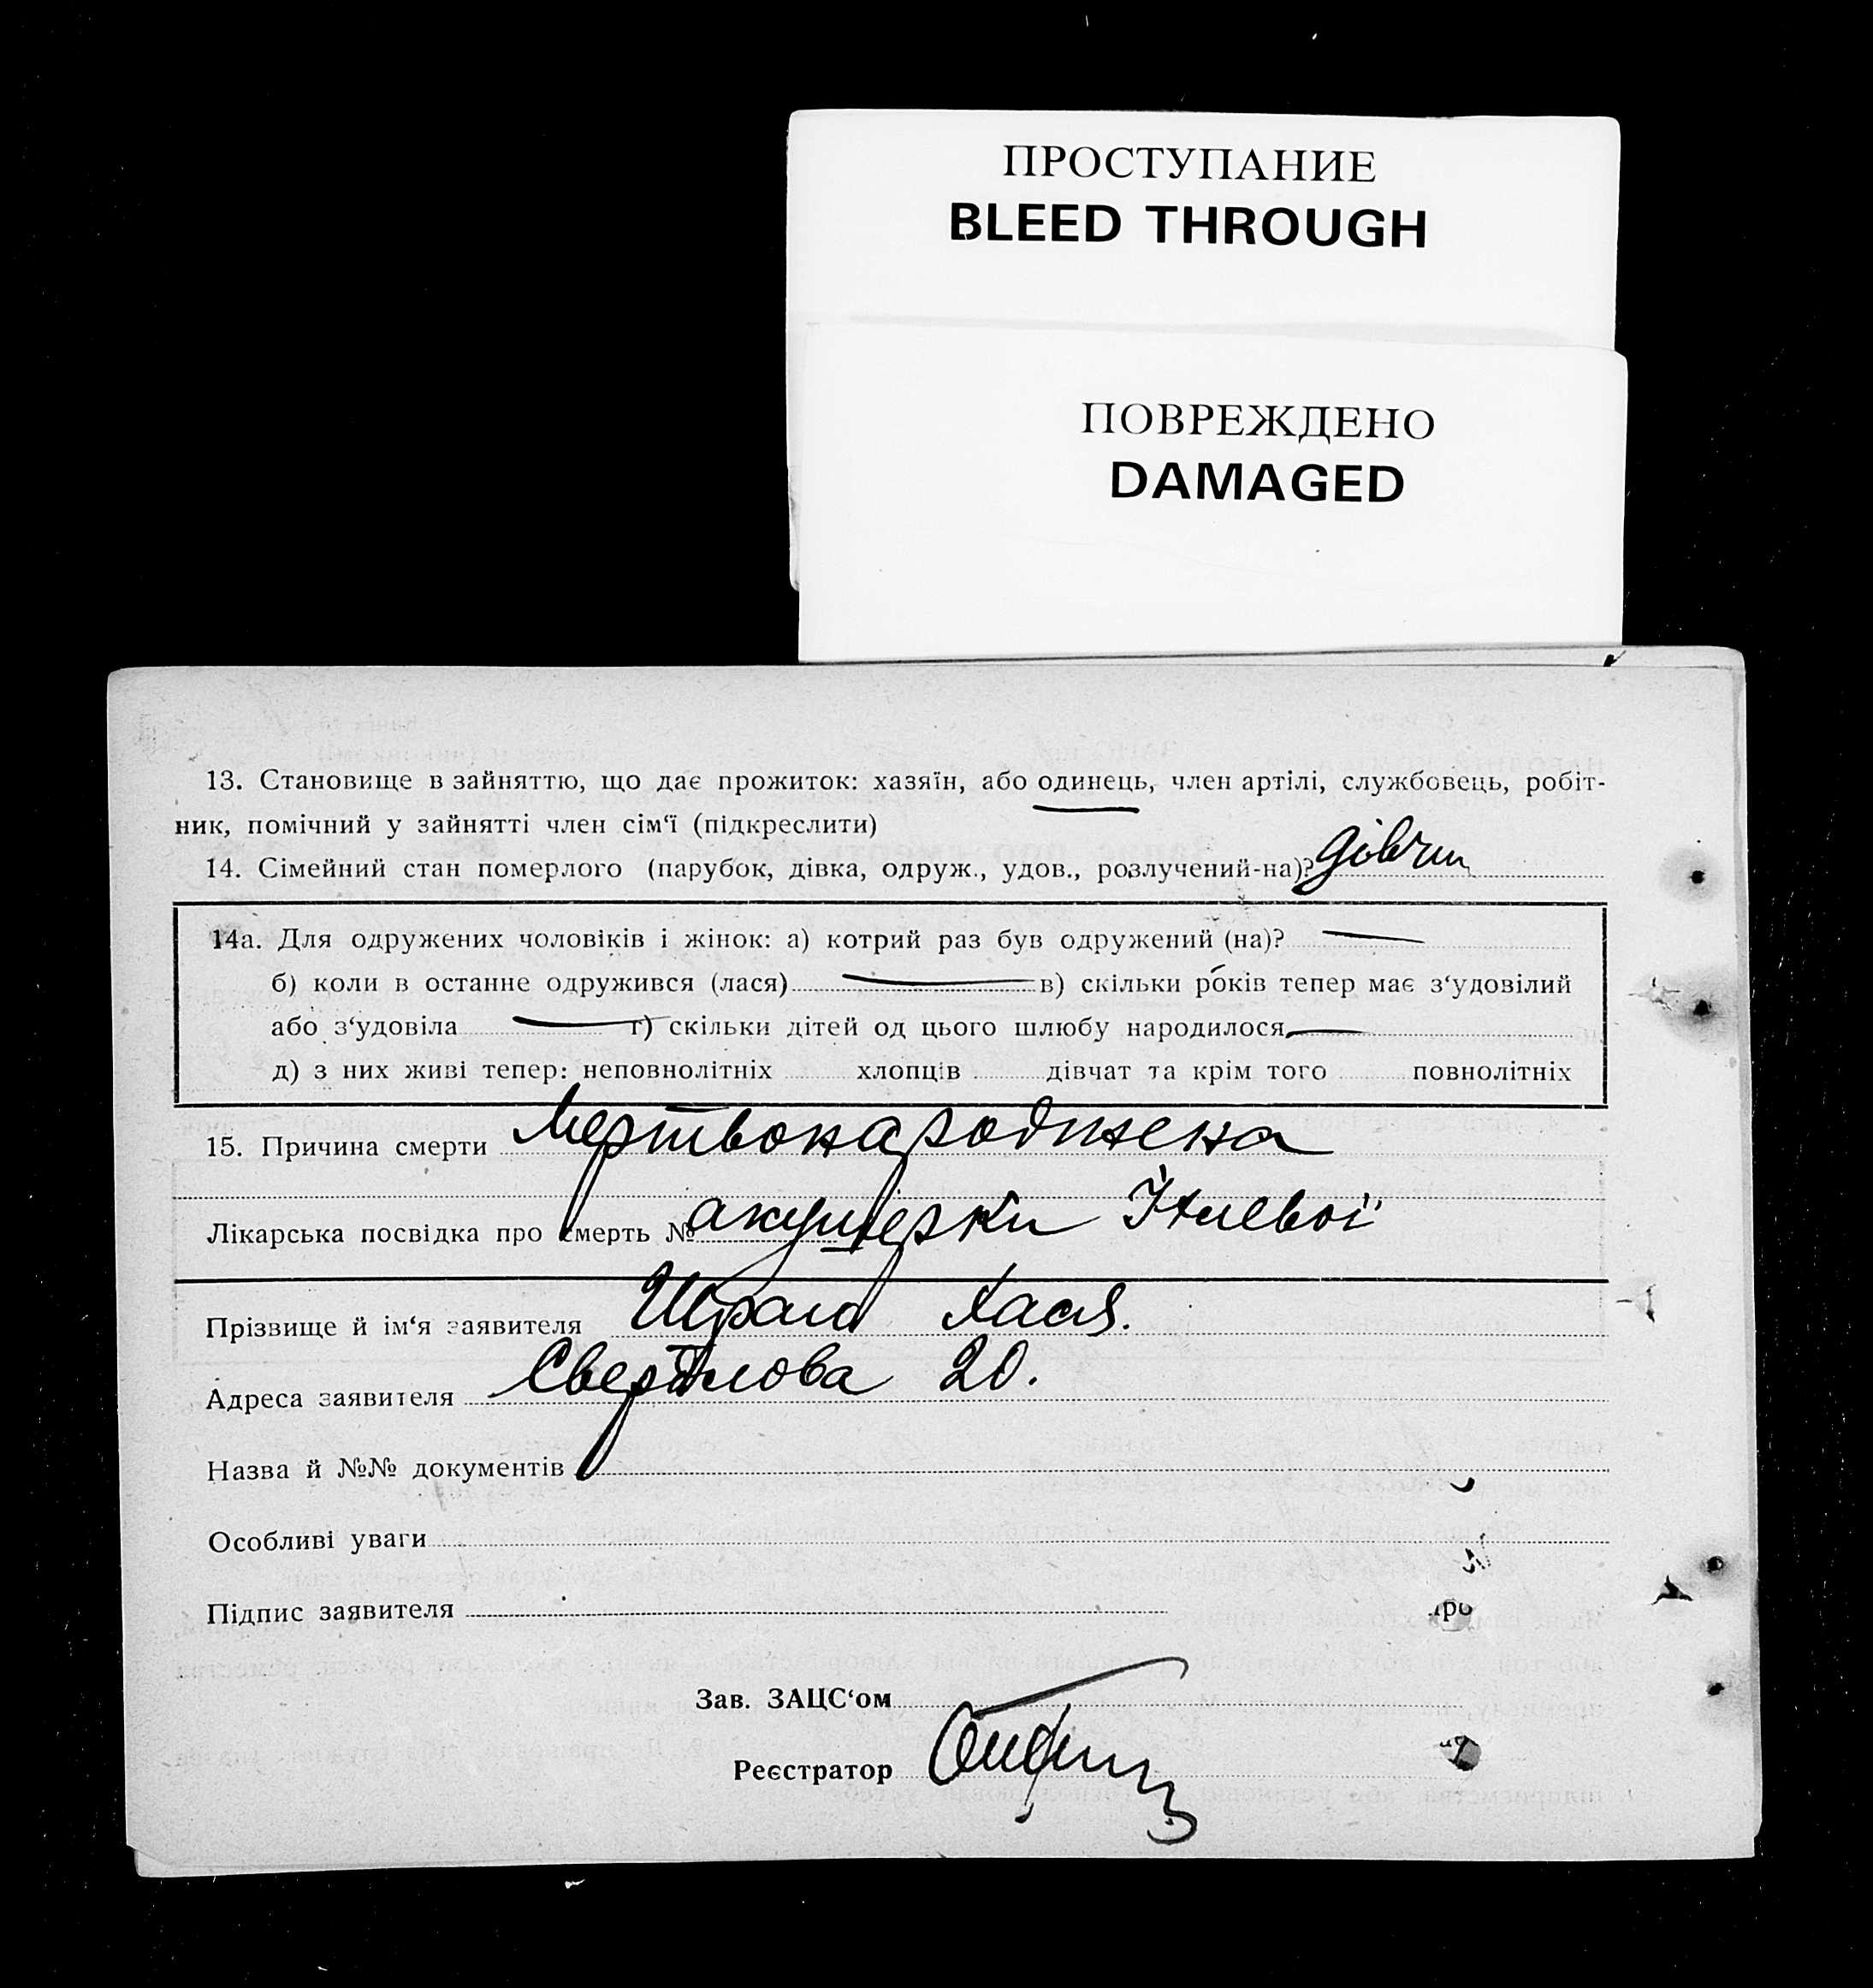 ПРОСТУПАНИЕ
BLEED THROUGH
ПОВРЕЖДЕНО
DAMAGED
13. Становище в зайняттю, що дає прожиток: хазяїн, або одинець, член артілі, службовець, робіт-
ник, помічний у зайнятті член сім‘ї (підкреслити)
14. Сімейний стан померлого (парубок, дівка, одруж., удов., розлучений-на)?
14а. Для одружених чоловіків і жінок: а) котрий раз був одружений (на)? —
б) коли в останне одружився (лася) — в) скільки років тепер має з‘удовілий
або з‘удовіла — г) скільки дітей од цього шлюбу народилося —
д) з них живі тепер: неповнолітніх хлопців дівчат та крім того повнолітніх
15. Причина смерти Мертвонароджена
Лікарська посвідка про смерть № акушерки
Прізвище й ім‘я заявителя Шрам Хася.
Адреса заявителя Свердлова 20.
Назва й №№ документів
Особливі уваги
Підпис заявителя
Зав. ЗАЦС‘ом
Реєстратор